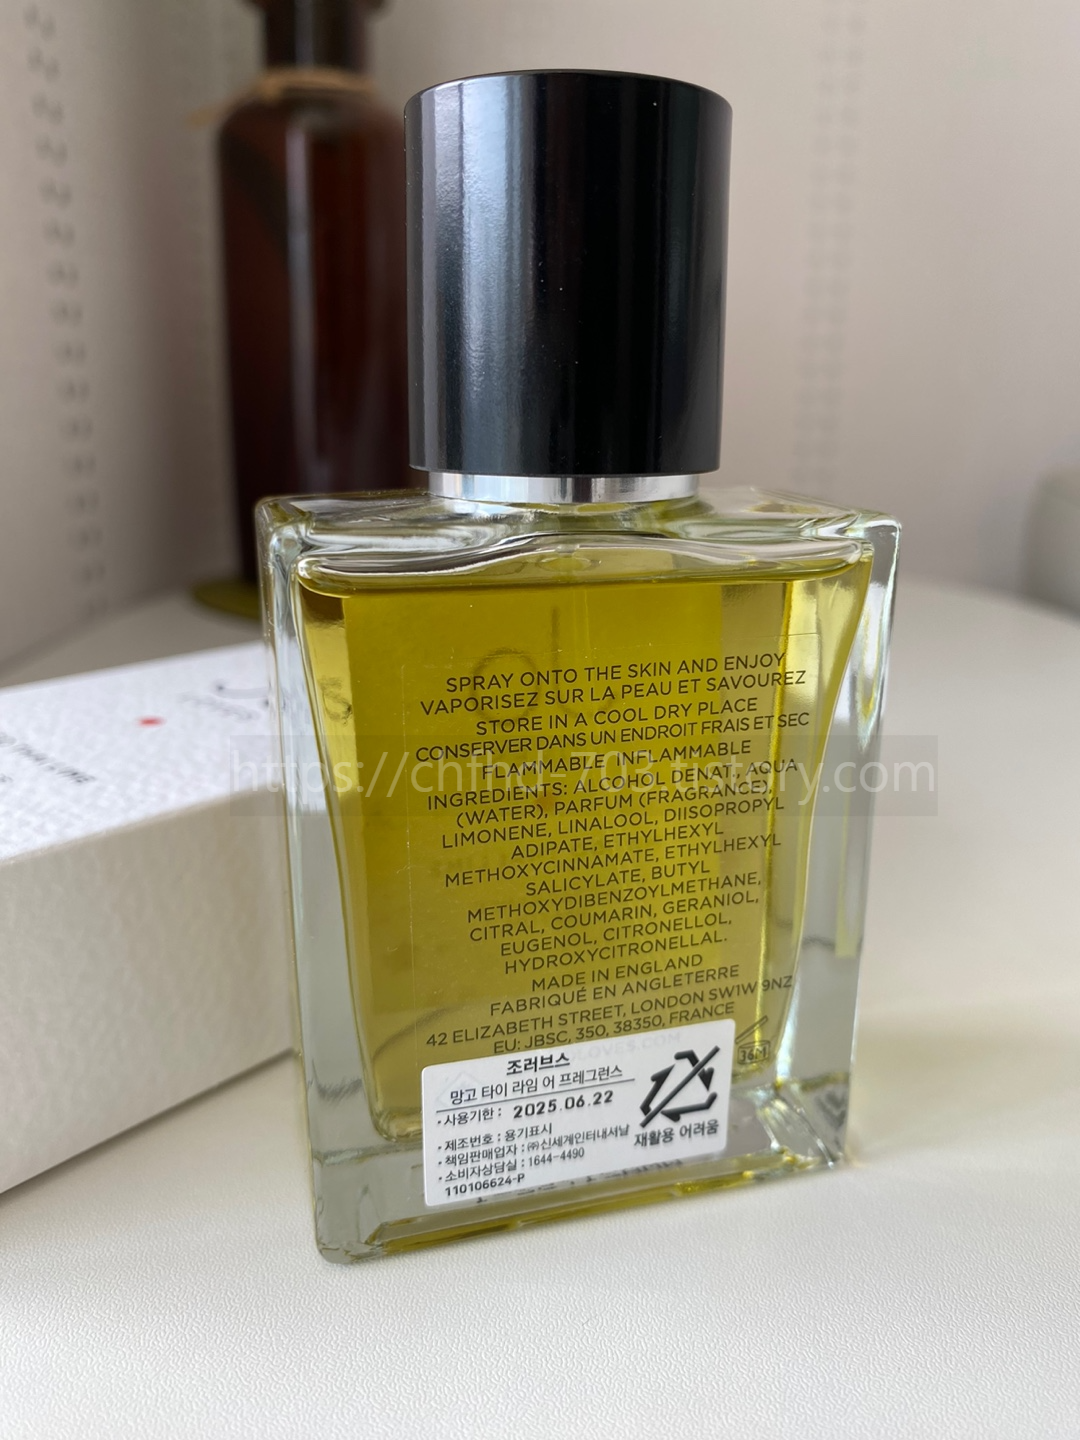 SPRAY ONTO THE SKIN AND ENJOY
VAPORISEZ SUR LA PEAU ET SAVOUREZ
STORE IN A COOL DRY PLACE
CONSERVER DANS UN ENDROIT FRAIS ET SEC
FLAMMABLE INFLAMMABLE
https://chfhd-703.tistory.com
INGREDIENTS: ALCOHOL DENAT., AQUA
(WATER), PARFUM (FRAGRANCE),
LIMONENE, LINALOOL, DIISOPROPYL
ADIPATE, ETHYLHEXYL
METHOXYCINNAMATE, ETHYLHEXYL
SALICYLATE, BUTYL
METHOXYDIBENZOYLMETHANE,
CITRAL, COUMARIN, GERANIOL,
EUGENOL, CITRONELLOL,
HYDROXYCITRONELLAL.
MADE IN ENGLAND
FABRIQUÉ EN ANGLETERRE
42 ELIZABETH STREET, LONDON SW1W 9NZ
EU: JBSC, 350, 38350, FRANCE
36M
조러브스
망고 타이 라임 어 프레그런스
·사용기한 : 2025.06.22
·제조번호 : 용기표시
·책임판매업자 : ㈜신세계인터내셔날
·소비자상담실 : 1644-4490
110106624-P
재활용 어려움